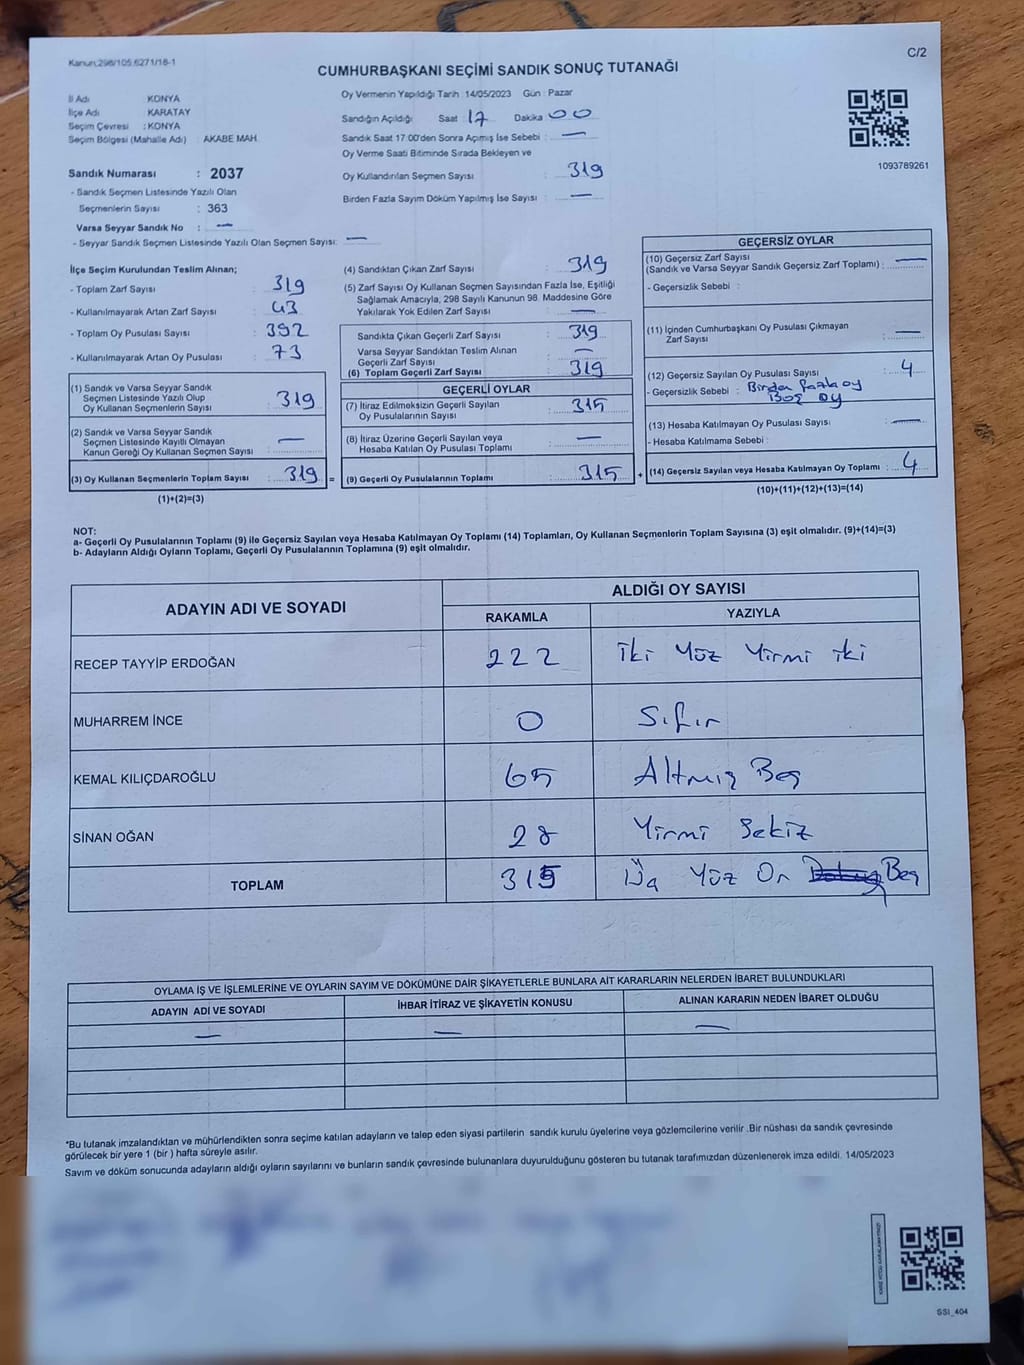 Kanun:298/105.6271/18-1
C/2
CUMHURBAŞKANI SEÇİMİ SANDIK SONUÇ TUTANAĞI
İl Adı KONYA
İlçe Adı KARATAY
Seçim Çevresi : KONYA
Seçim Bölgesi (Mahalle Adı) : AKABE MAH.
Oy Vermenin Yapıldığı Tarih : 14/05/2023 Gün : Pazar
Sandığın Açıldığı Saat 17 Dakika 00
Sandık Saat 17:00'den Sonra Açımış İse Sebebi : —
Oy Verme Saati Bitiminde Sırada Bekleyen ve
Oy Kullandırılan Seçmen Sayısı : 319
Birden Fazla Sayım Döküm Yapılmış İse Sayısı : —
1093789261
Sandık Numarası : 2037
- Sandık Seçmen Listesinde Yazılı Olan
Seçmenlerin Sayısı : 363
Varsa Seyyar Sandık No : —
- Seyyar Sandık Seçmen Listesinde Yazılı Olan Seçmen Sayısı: —
İlçe Seçim Kurulundan Teslim Alınan;
- Toplam Zarf Sayısı : 319
- Kullanılmayarak Artan Zarf Sayısı : 43
- Toplam Oy Pusulası Sayısı : 392
- Kullanılmayarak Artan Oy Pusulası : 73
(1) Sandık ve Varsa Seyyar Sandık
Seçmen Listesinde Yazılı Olup
Oy Kullanan Seçmenlerin Sayısı : 319
(2) Sandık ve Varsa Seyyar Sandık
Seçmen Listesinde Kayıtlı Olmayan
Kanun Gereği Oy Kullanan Seçmen Sayısı : —
(3) Oy Kullanan Seçmenlerin Toplam Sayısı : 319 =
(1)+(2)=(3)
(4) Sandıktan Çıkan Zarf Sayısı : 319
(5) Zarf Sayısı Oy Kullanan Seçmen Sayısından Fazla İse, Eşitliği
Sağlamak Amacıyla, 298 Sayılı Kanunun 98. Maddesine Göre
Yakılarak Yok Edilen Zarf Sayısı : —
Sandıkta Çıkan Geçerli Zarf Sayısı : 319
Varsa Seyyar Sandıktan Teslim Alınan
Geçerli Zarf Sayısı : —
(6) Toplam Geçerli Zarf Sayısı : 319
GEÇERLİ OYLAR
(7) İtiraz Edilmeksizin Geçerli Sayılan
Oy Pusulalarının Sayısı : 315
(8) İtiraz Üzerine Geçerli Sayılan veya
Hesaba Katılan Oy Pusulası Toplamı : —
(9) Geçerli Oy Pusulalarının Toplamı : 315 +
GEÇERSİZ OYLAR
(10) Geçersiz Zarf Sayısı
(Sandık ve Varsa Seyyar Sandık Geçersiz Zarf Toplamı) : —
- Geçersizlik Sebebi :
(11) İçinden Cumhurbaşkanı Oy Pusulası Çıkmayan
Zarf Sayısı : —
(12) Geçersiz Sayılan Oy Pusulası Sayısı : 4
- Geçersizlik Sebebi : Birden fazla oy
Boş oy
(13) Hesaba Katılmayan Oy Pusulası Sayısı : —
- Hesaba Katılmama Sebebi :
(14) Geçersiz Sayılan veya Hesaba Katılmayan Oy Toplamı : 4
(10)+(11)+(12)+(13)=(14)
NOT:
a- Geçerli Oy Pusulalarının Toplamı (9) ile Geçersiz Sayılan veya Hesaba Katılmayan Oy Toplamı (14) Toplamları, Oy Kullanan Seçmenlerin Toplam Sayısına (3) eşit olmalıdır. (9)+(14)=(3)
b- Adayların Aldığı Oyların Toplamı, Geçerli Oy Pusulalarının Toplamına (9) eşit olmalıdır.
ADAYIN ADI VE SOYADI ALDIĞI OY SAYISI
RAKAMLA YAZIYLA
RECEP TAYYİP ERDOĞAN 222 İki Yüz Yirmi iki
MUHARREM İNCE 0 Sıfır
KEMAL KILIÇDAROĞLU 65 Altmış Beş
SİNAN OĞAN 28 Yirmi Sekiz
TOPLAM 315 Üç Yüz On Beş
OYLAMA İŞ VE İŞLEMLERİNE VE OYLARIN SAYIM VE DÖKÜMÜNE DAİR ŞİKAYETLERLE BUNLARA AİT KARARLARIN NELERDEN İBARET BULUNDUKLARI
ADAYIN ADI VE SOYADI İHBAR İTİRAZ VE ŞİKAYETİN KONUSU ALINAN KARARIN NEDEN İBARET OLDUĞU
— — —
*Bu tutanak imzalandıktan ve mühürlendikten sonra seçime katılan adayların ve talep eden siyasi partilerin sandık kurulu üyelerine veya gözlemcilerine verilir .Bir nüshası da sandık çevresinde
görülecek bir yere 1 (bir ) hafta süreyle asılır.
Sayım ve döküm sonucunda adayların aldığı oyların sayılarını ve bunların sandık çevresinde bulunanlara duyurulduğunu gösteren bu tutanak tarafımızdan düzenlenerek imza edildi. 14/05/2023
SSI_404